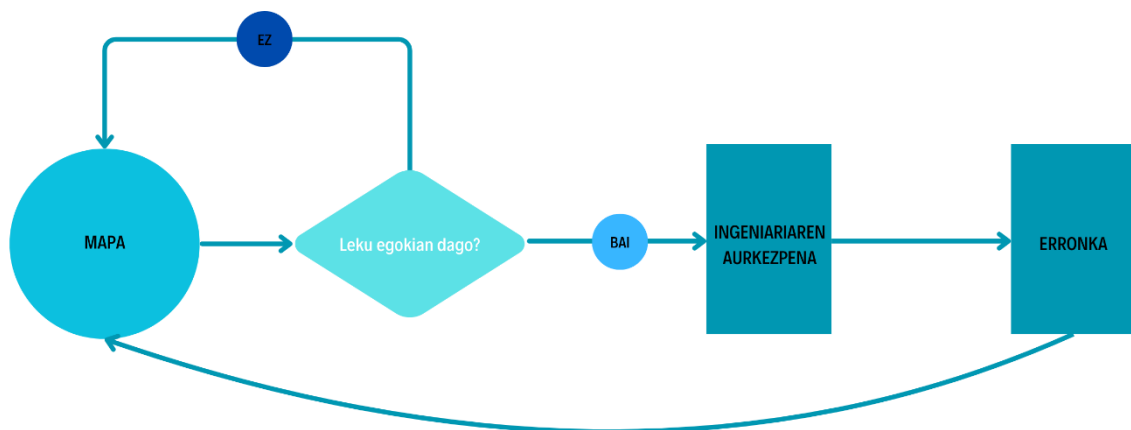 EZ
MAPA
Leku egokian dago?
BAI
INGENIARIAREN
AURKEZPENA
ERRONKA